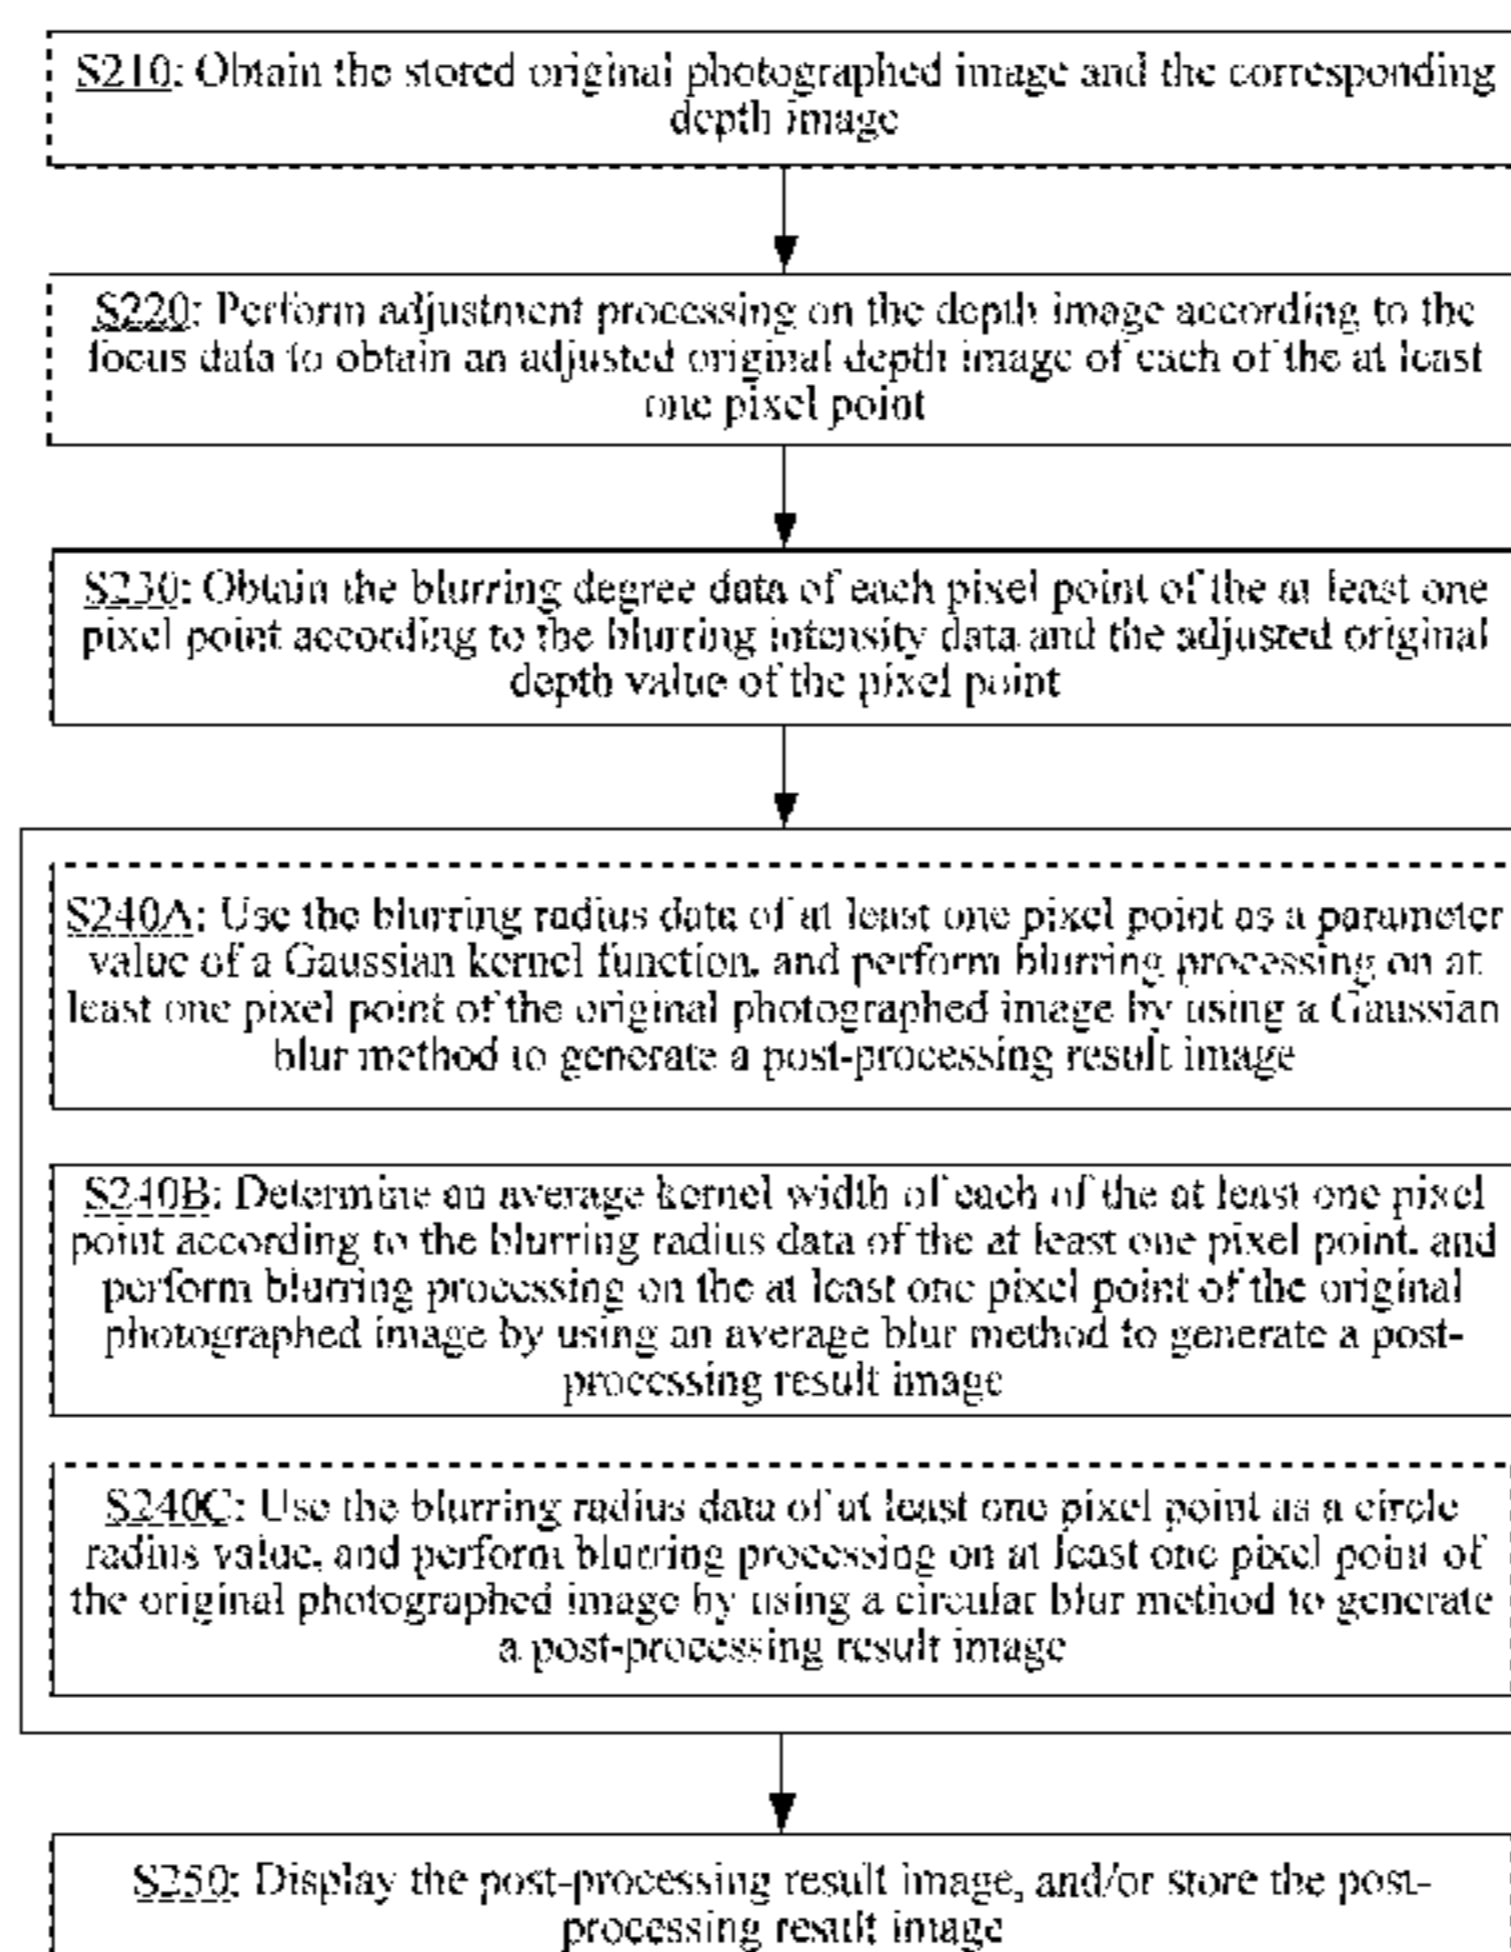 S210: Obtain the stored original photographed image and the corresponding
depth image
S220: Perform adjustment processing on the depth image according to the
focus data to obtain an adjusted original depth image of each of the at least
one pixel point
S230: Obtain the blurring degree data of each pixel point of the at least one
pixel point according to the blurring intensity data and the adjusted original
depth value of the pixel point
S240A: Use the blurring radius data of at least one pixel point as a parameter
value of a Gaussian kernel function, and perform blurring processing on at
least one pixel point of the original photographed image by using a Gaussian
blur method to generate a post-processing result image
S240B: Determine an average kernel width of each of the at least one pixel
point according to the blurring radius data of the at least one pixel point, and
perform blurring processing on the at least one pixel point of the original
photographed image by using an average blur method to generate a post-
processing result image
S240C: Use the blurring radius data of at least one pixel point as a circle
radius value, and perform blurring processing on at least one pixel point of
the original photographed image by using a circular blur method to generate
a post-processing result image
S250: Display the post-processing result image, and/or store the post-
processing result image